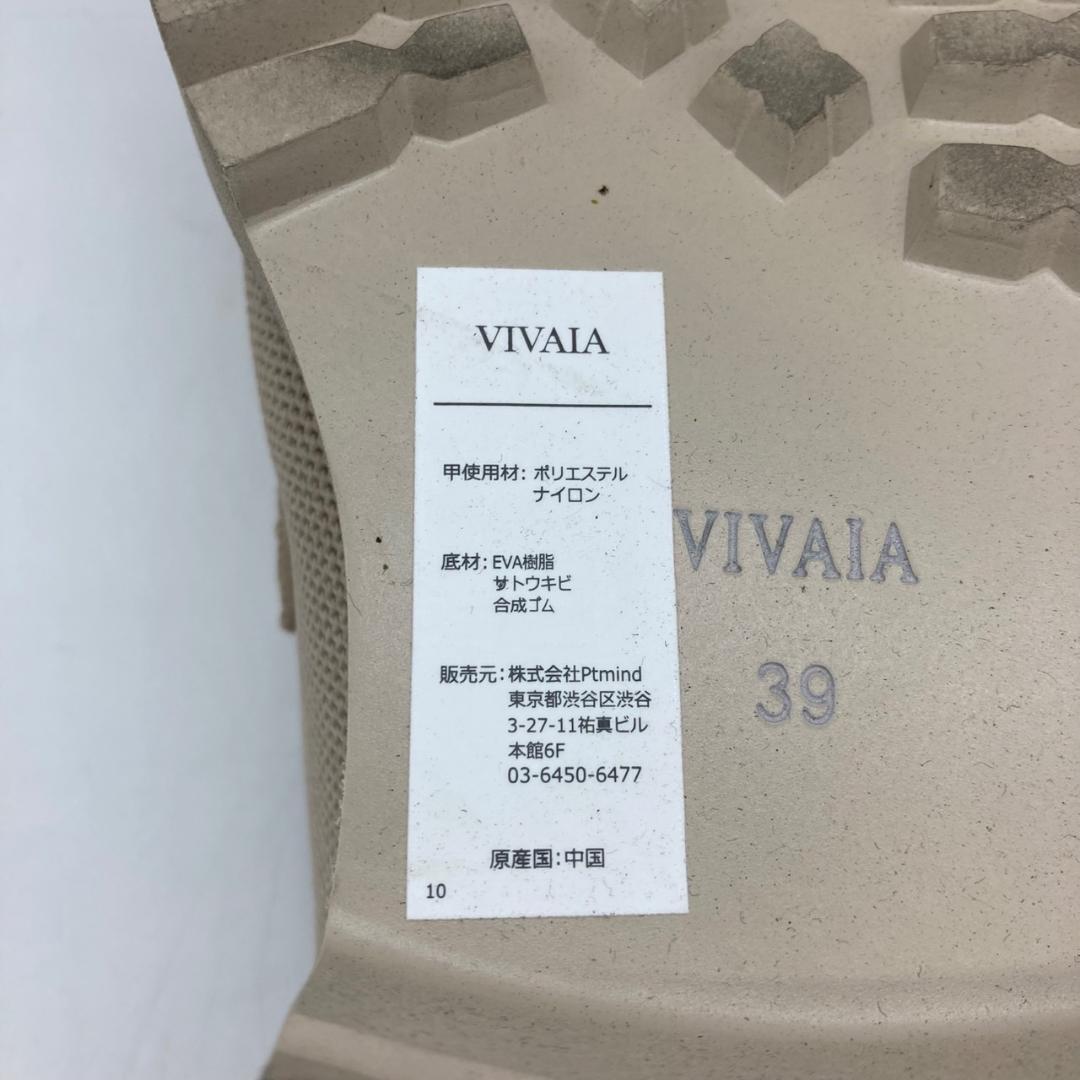 VIVAIA
甲使用材: ポリエステル
ナイロン
底材: EVA樹脂
サトウキビ
合成ゴム
販売元: 株式会社Ptmind
東京都渋谷区渋谷
3-27-11祐真ビル
本館6F
03-6450-6477
原産国: 中国
10
VIVAIA
39